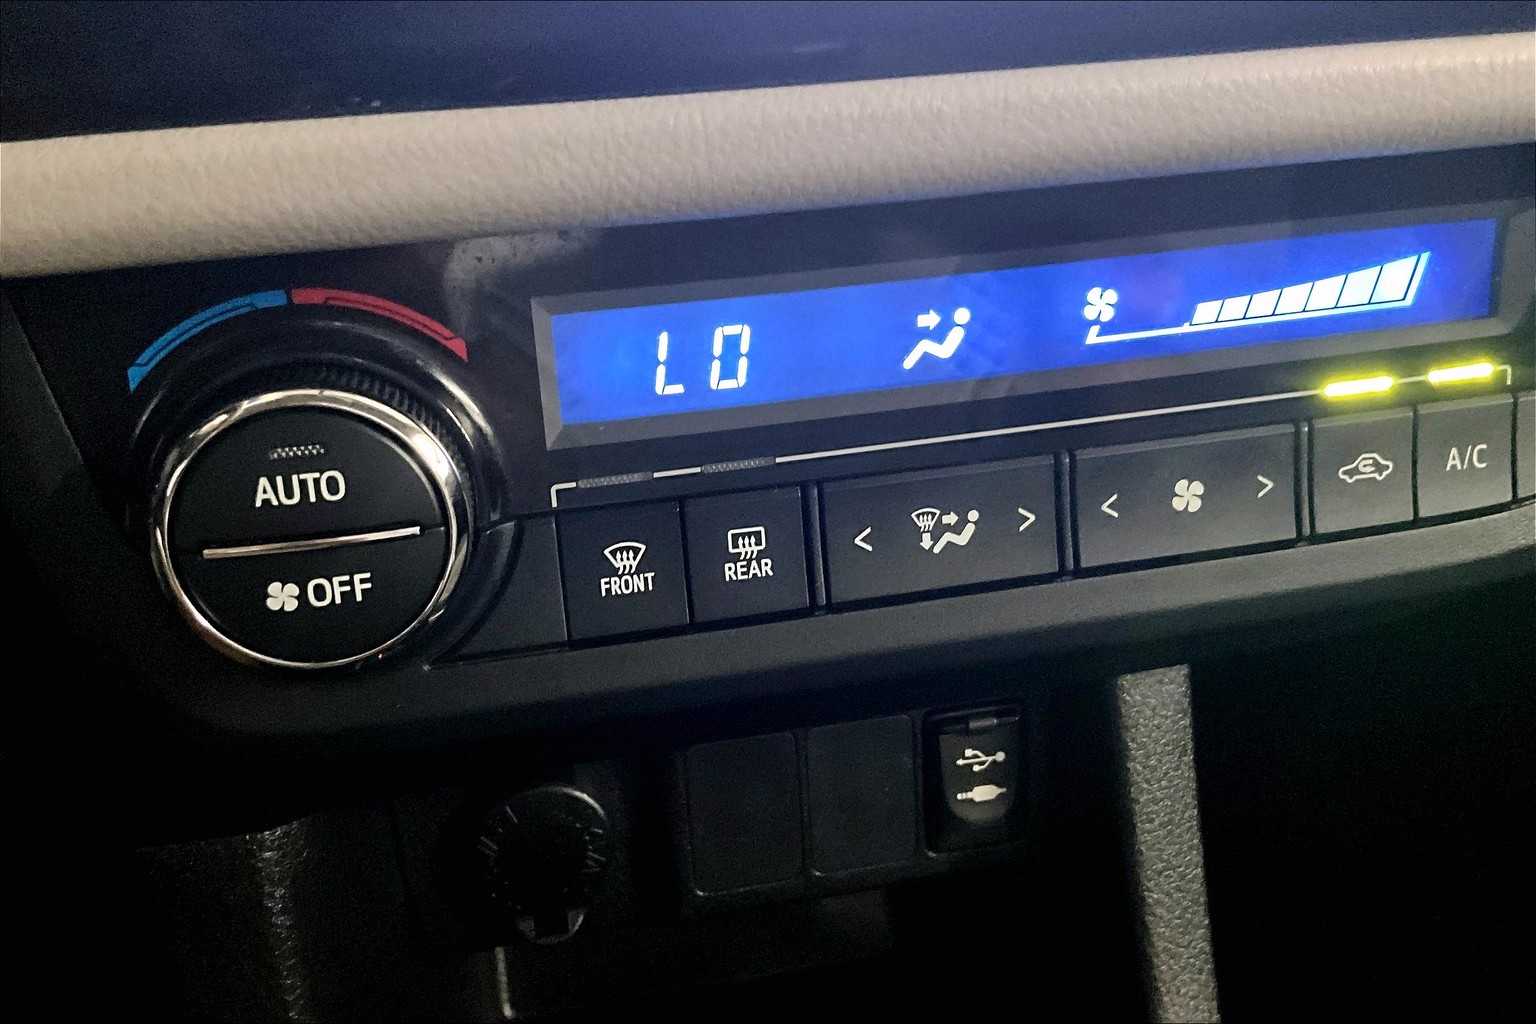 LO
AUTO
OFF
FRONT
REAR
< >
< >
A/C